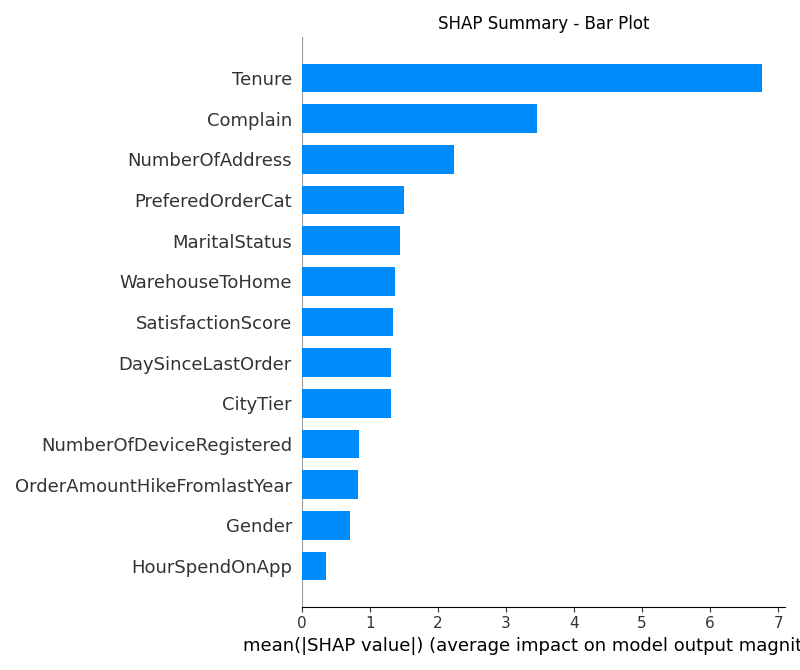 SHAP Summary - Bar Plot
Tenure
Complain
NumberOfAddress
PreferedOrderCat
MaritalStatus
WarehouseToHome
SatisfactionScore
DaySinceLastOrder
CityTier
NumberOfDeviceRegistered
OrderAmountHikeFromlastYear
Gender
HourSpendOnApp
0 1 2 3 4 5 6 7
mean(|SHAP value|) (average impact on model output magnit